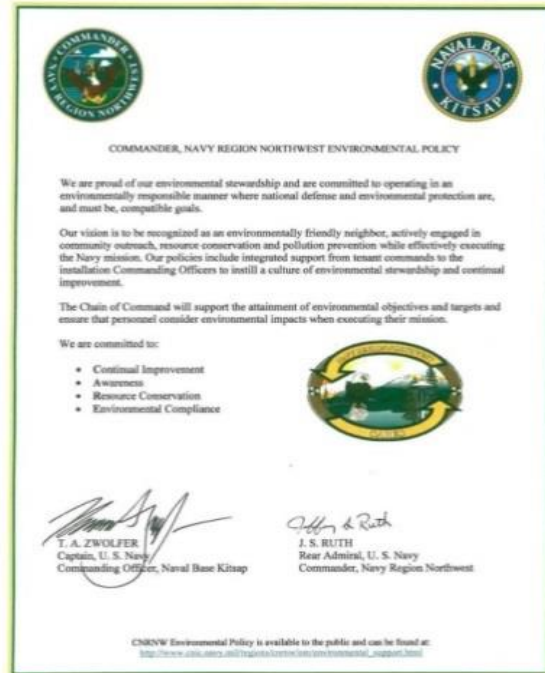 COMMANDER
NAVY REGION NORTHWEST
NAVAL BASE
KITSAP
COMMANDER, NAVY REGION NORTHWEST ENVIRONMENTAL POLICY
We are proud of our environmental stewardship and are committed to operating in an
environmentally responsible manner where national defense and environmental protection are,
and must be, compatible goals.
Our vision is to be recognized as an environmentally friendly neighbor, actively engaged in
community outreach, resource conservation and pollution prevention while effectively executing
the Navy mission. Our policies include integrated support from tenant commands to the
installation Commanding Officers to instill a culture of environmental stewardship and continual
improvement.
The Chain of Command will support the attainment of environmental objectives and targets and
ensure that personnel consider environmental impacts when executing their mission.
We are committed to:
• Continual Improvement
• Awareness
• Resource Conservation
• Environmental Compliance
T. A. ZWOLFER
Captain, U. S. Navy
Commanding Officer, Naval Base Kitsap
J. S. RUTH
Rear Admiral, U. S. Navy
Commander, Navy Region Northwest
CNRNW Environmental Policy is available to the public and can be found at: